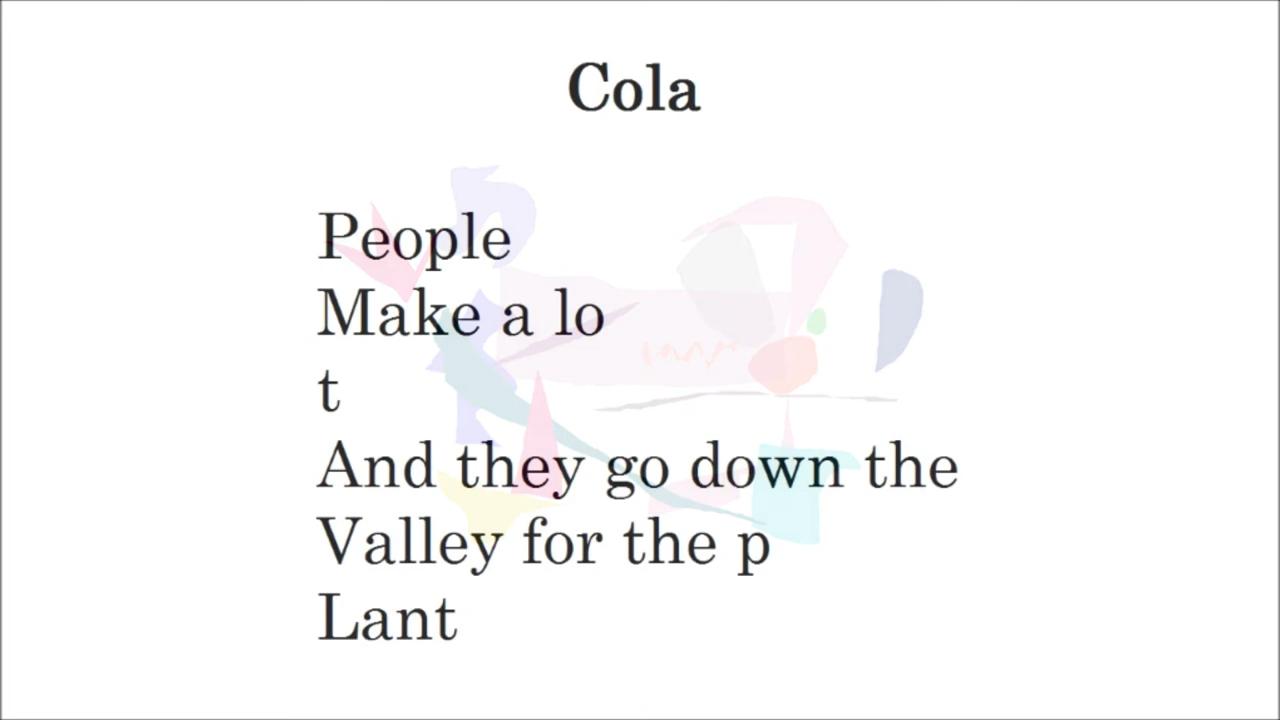 Cola
People
Make a lo
t
And they go down the
Valley for the p
Lant